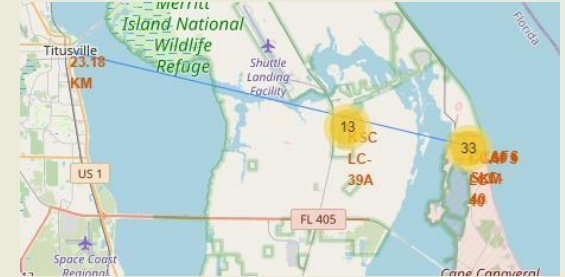 Merritt
Island National
Wildlife
Refuge
Florida
Titusville
23.18
KM
Shuttle
Landing
Facility
13
KSC
LC-
39A
33
40
US 1
FL 405
Space Coast
Regional
Cape Canaveral